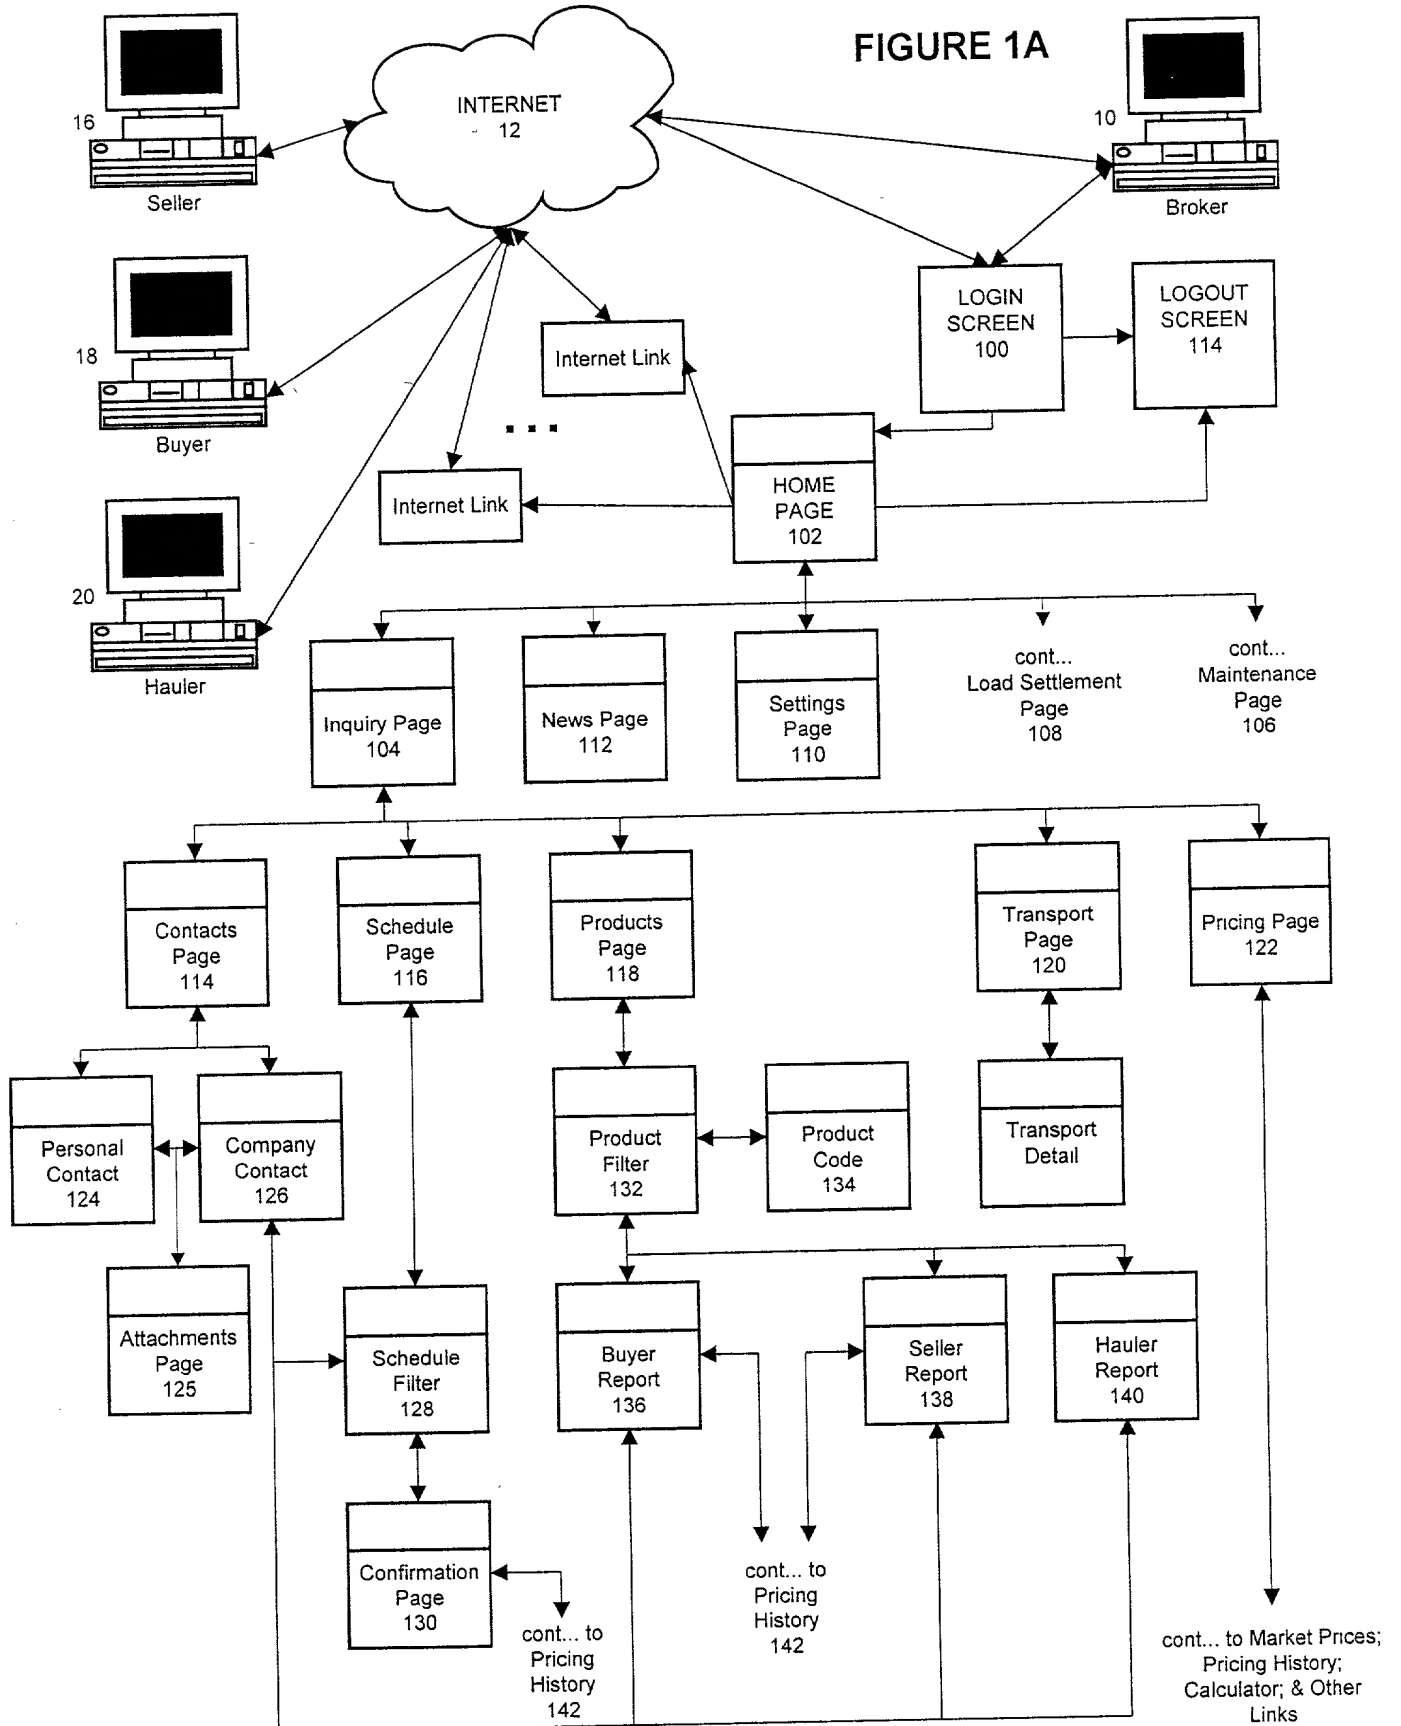 FIGURE 1A
INTERNET
12
16
Seller
10
Broker
18
Buyer
LOGIN
SCREEN
100
LOGOUT
SCREEN
114
Internet Link
...
Internet Link
HOME
PAGE
102
20
Hauler
Inquiry Page
104
News Page
112
Settings
Page
110
cont...
Load Settlement
Page
108
cont...
Maintenance
Page
106
Contacts
Page
114
Schedule
Page
116
Products
Page
118
Transport
Page
120
Pricing Page
122
Personal
Contact
124
Company
Contact
126
Product
Filter
132
Product
Code
134
Transport
Detail
Attachments
Page
125
Schedule
Filter
128
Buyer
Report
136
Seller
Report
138
Hauler
Report
140
Confirmation
Page
130
cont... to
Pricing
History
142
cont... to
Pricing
History
142
cont... to Market Prices;
Pricing History;
Calculator; & Other
Links